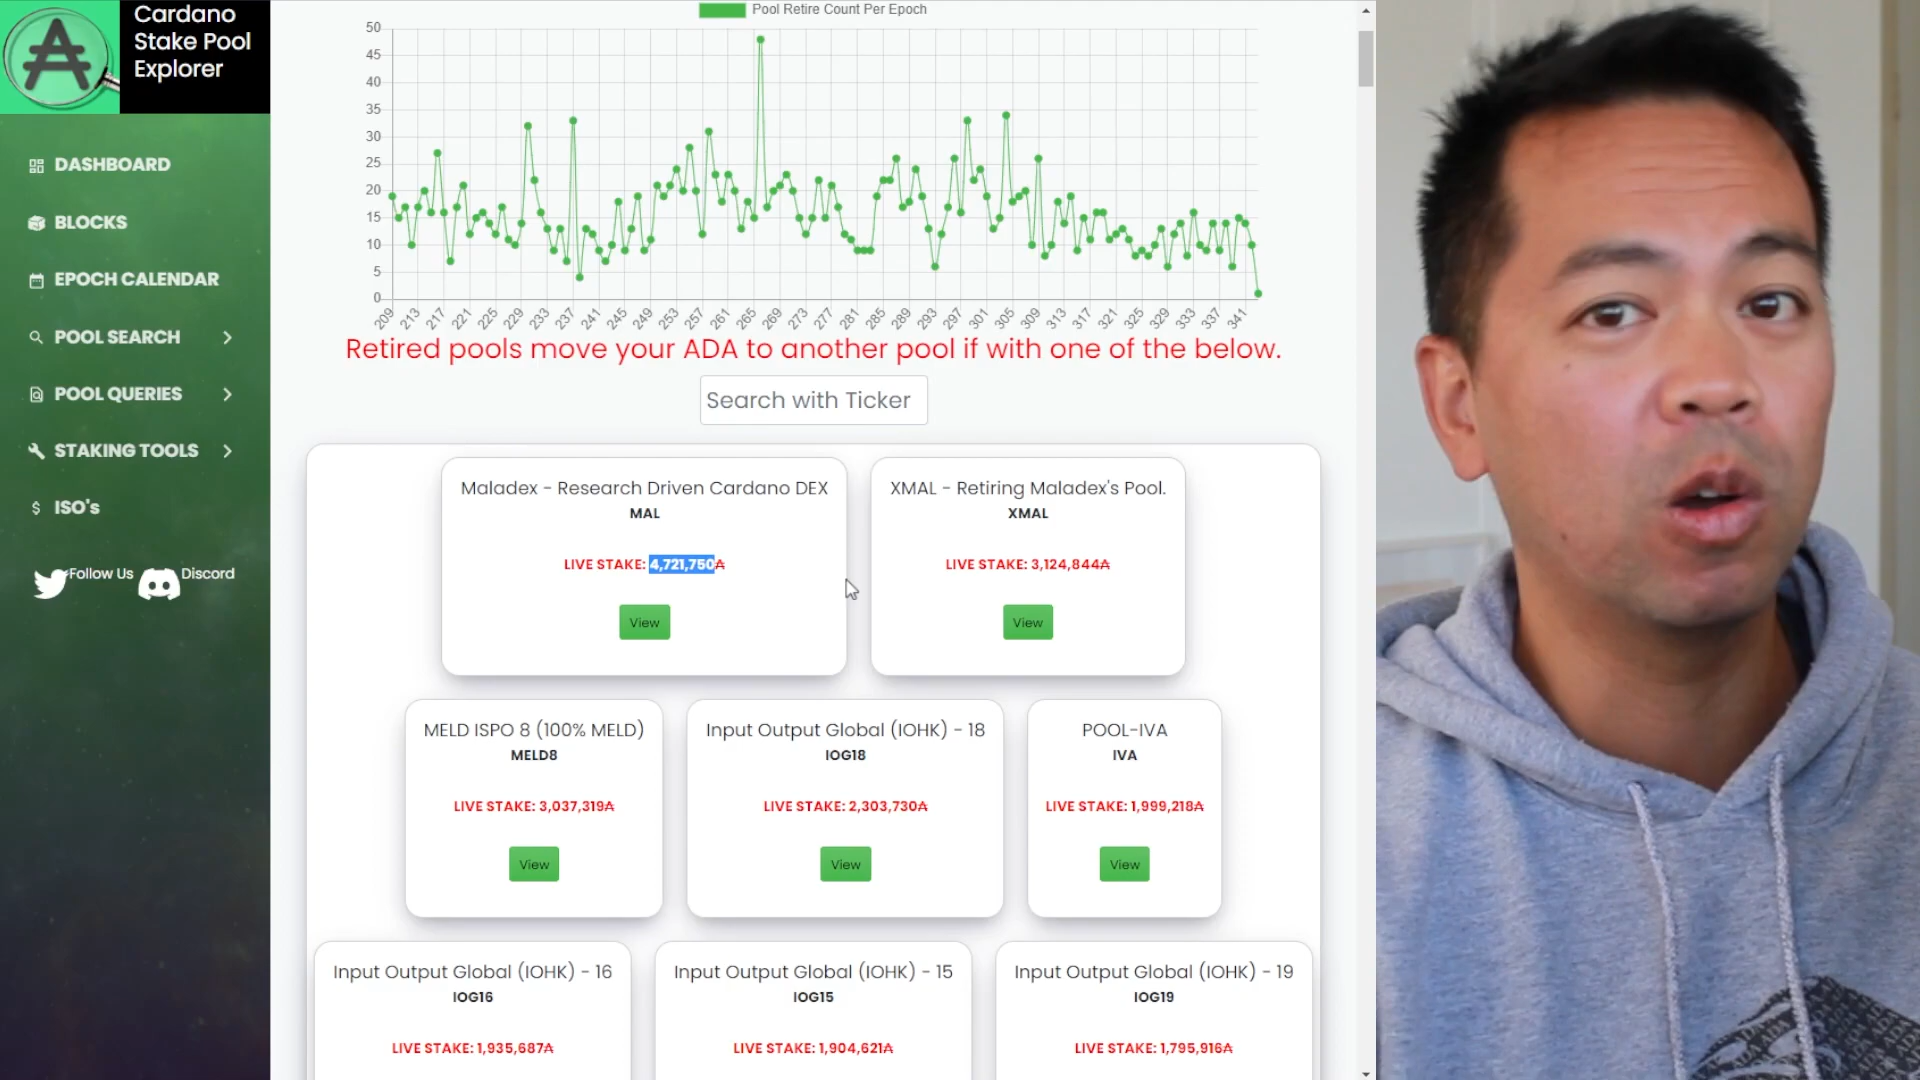 Cardano
Stake Pool
Explorer
DASHBOARD
BLOCKS
EPOCH CALENDAR
POOL SEARCH
POOL QUERIES
STAKING TOOLS
$ ISO's
Follow Us
Discord
Pool Retire Count Per Epoch
50
45
40
35
30
25
20
15
10
5
0
209 213 217 221 225 229 233 237 241 245 249 253 257 261 265 269 273 277 281 285 289 293 297 301 305 309 313 317 321 325 329 333 337 341
Retired pools move your ADA to another pool if with one of the below.
Search with Ticker
Maladex - Research Driven Cardano DEX
MAL
LIVE STAKE: 4,721,750₳
View
XMAL - Retiring Maladex's Pool.
XMAL
LIVE STAKE: 3,124,844₳
View
MELD ISPO 8 (100% MELD)
MELD8
LIVE STAKE: 3,037,319₳
View
Input Output Global (IOHK) - 18
IOG18
LIVE STAKE: 2,303,730₳
View
POOL-IVA
IVA
LIVE STAKE: 1,999,218₳
View
Input Output Global (IOHK) - 16
IOG16
LIVE STAKE: 1,935,687₳
Input Output Global (IOHK) - 15
IOG15
LIVE STAKE: 1,904,621₳
Input Output Global (IOHK) - 19
IOG19
LIVE STAKE: 1,795,916₳